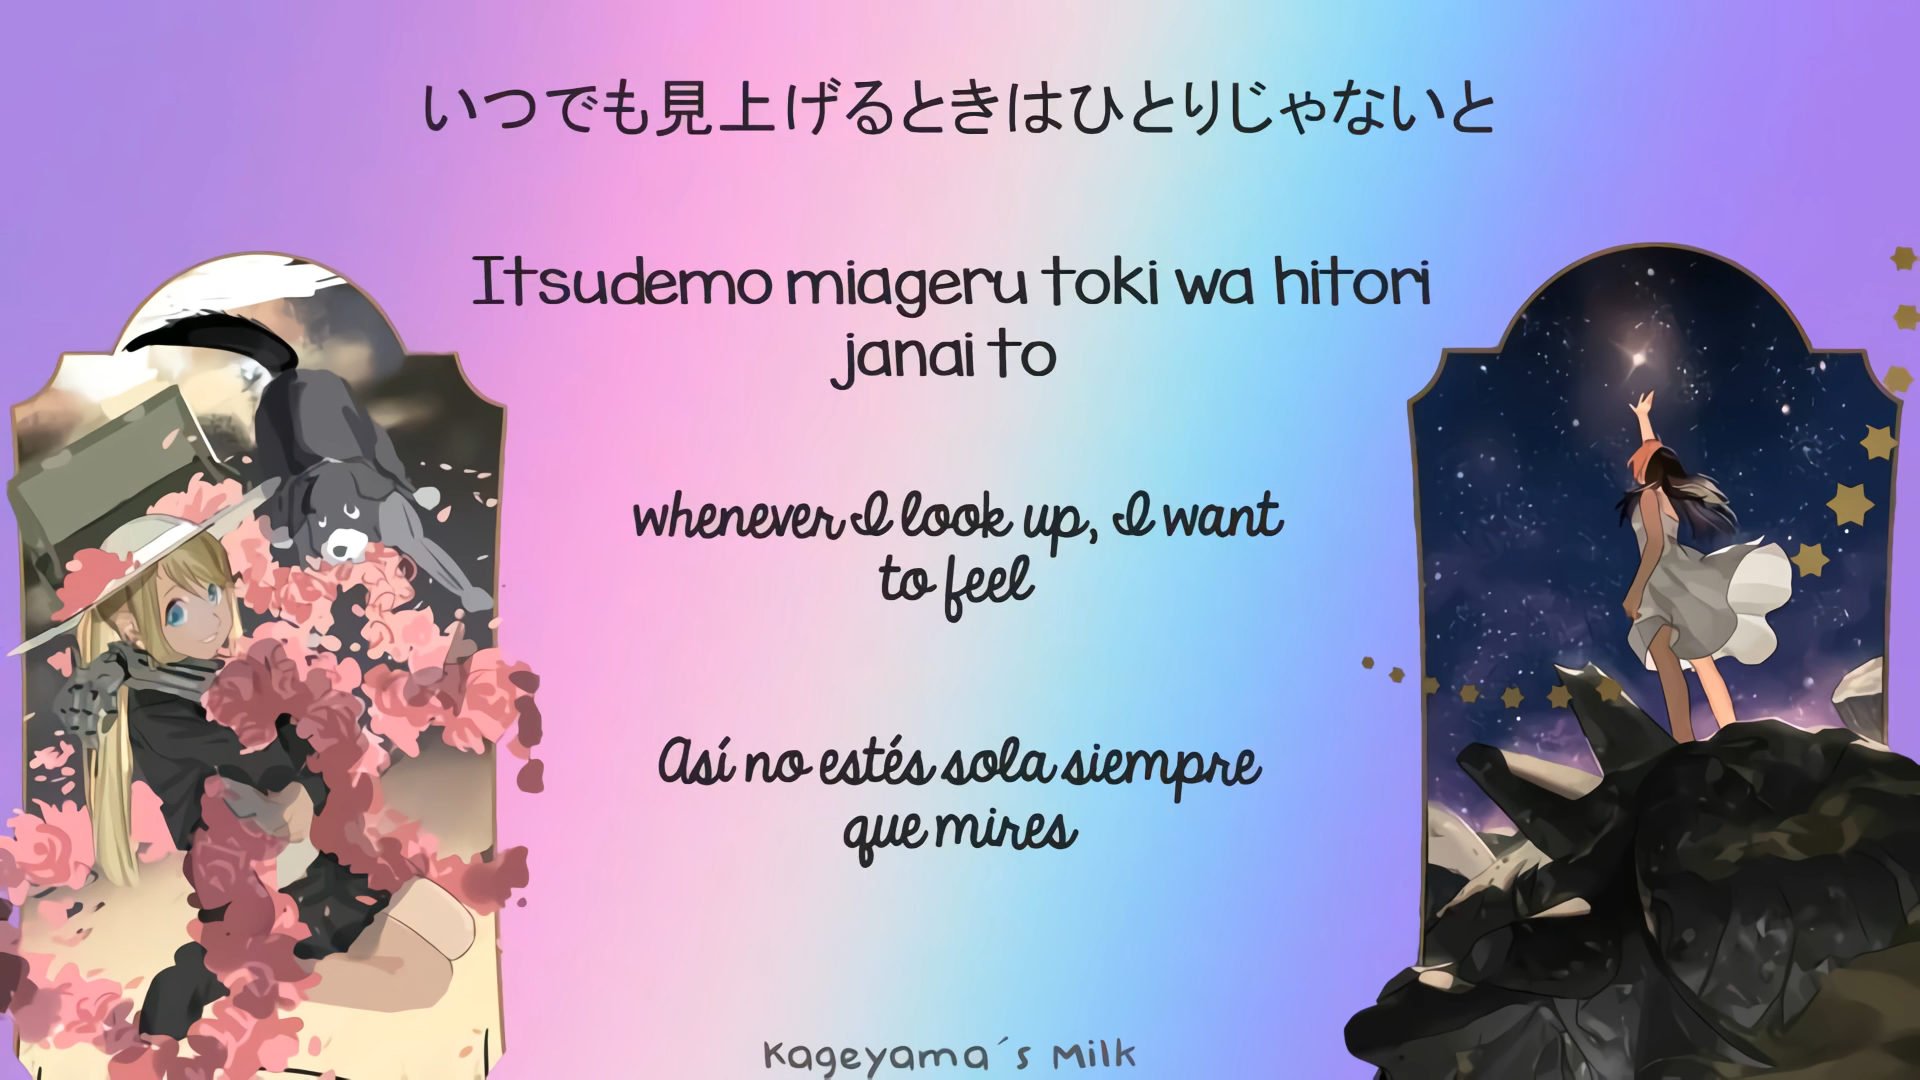 いつでも見上げるときはひとりじゃないと
Itsudemo miageru toki wa hitori
janai to
whenever I look up, I want
to feel
Así no estés sola siempre
que mires
Kageyama´s Milk